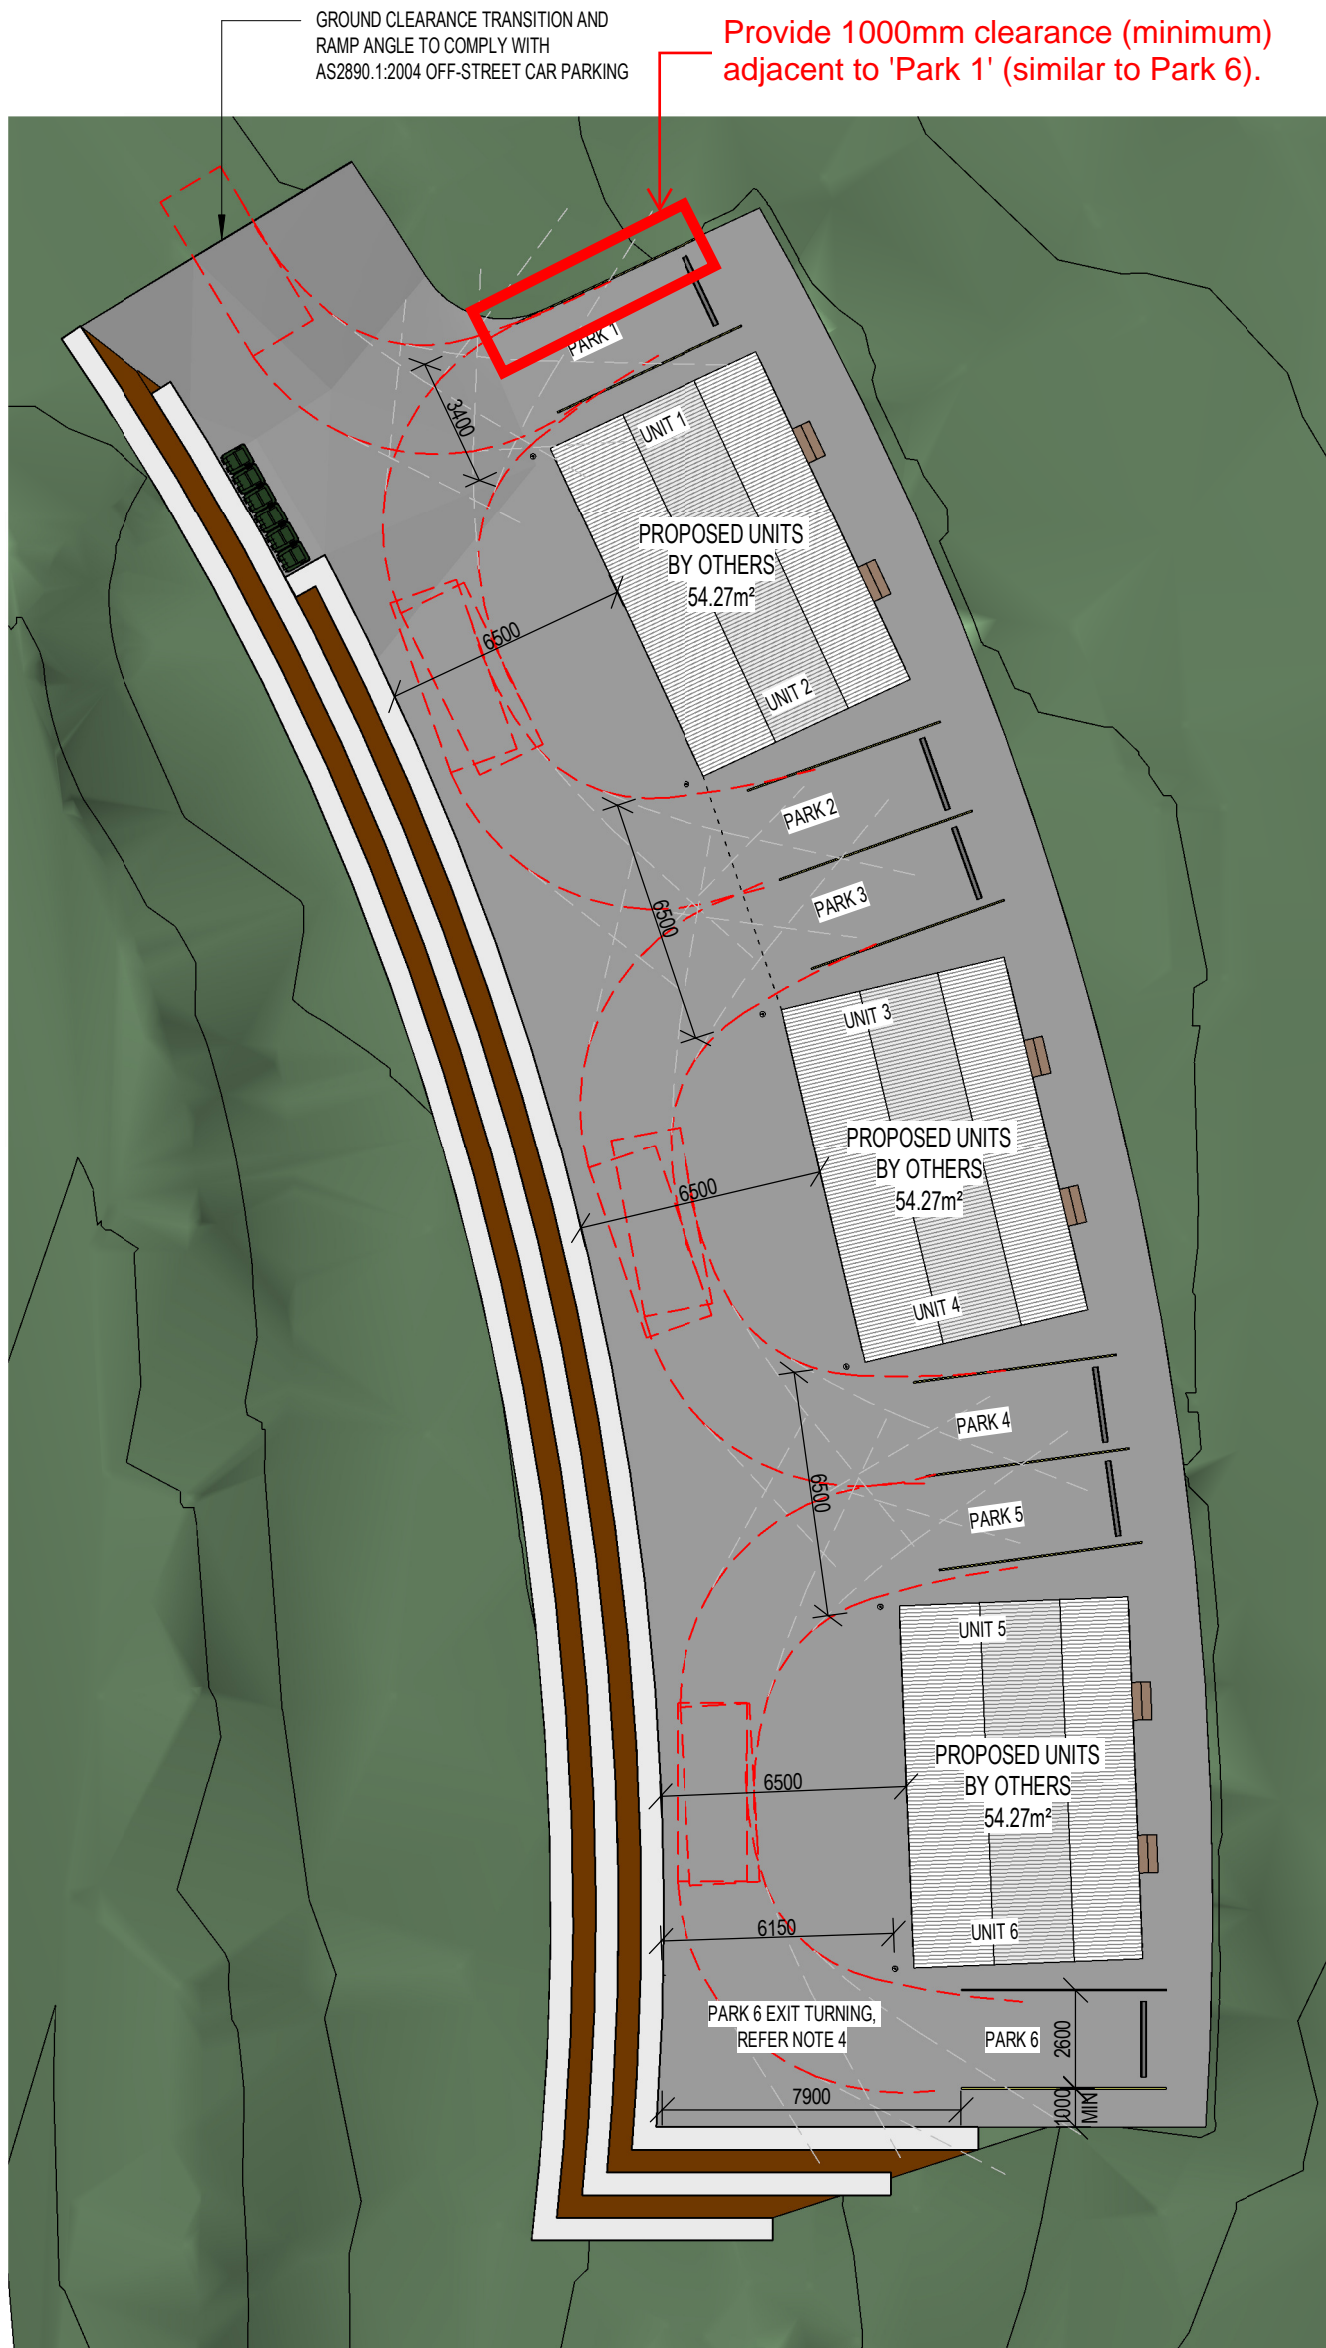 GROUND CLEARANCE TRANSITION AND
RAMP ANGLE TO COMPLY WITH
AS2890.1:2004 OFF-STREET CAR PARKING
Provide 1000mm clearance (minimum)
adjacent to 'Park 1' (similar to Park 6).
PARK 1
3400
UNIT 1
PROPOSED UNITS
BY OTHERS
54.27m²
6500
UNIT 2
PARK 2
PARK 3
6500
UNIT 3
PROPOSED UNITS
BY OTHERS
54.27m²
6500
UNIT 4
PARK 4
6500
PARK 5
UNIT 5
PROPOSED UNITS
BY OTHERS
54.27m²
6500
UNIT 6
6150
PARK 6 EXIT TURNING,
REFER NOTE 4
PARK 6
2600
7900
1000
MIN